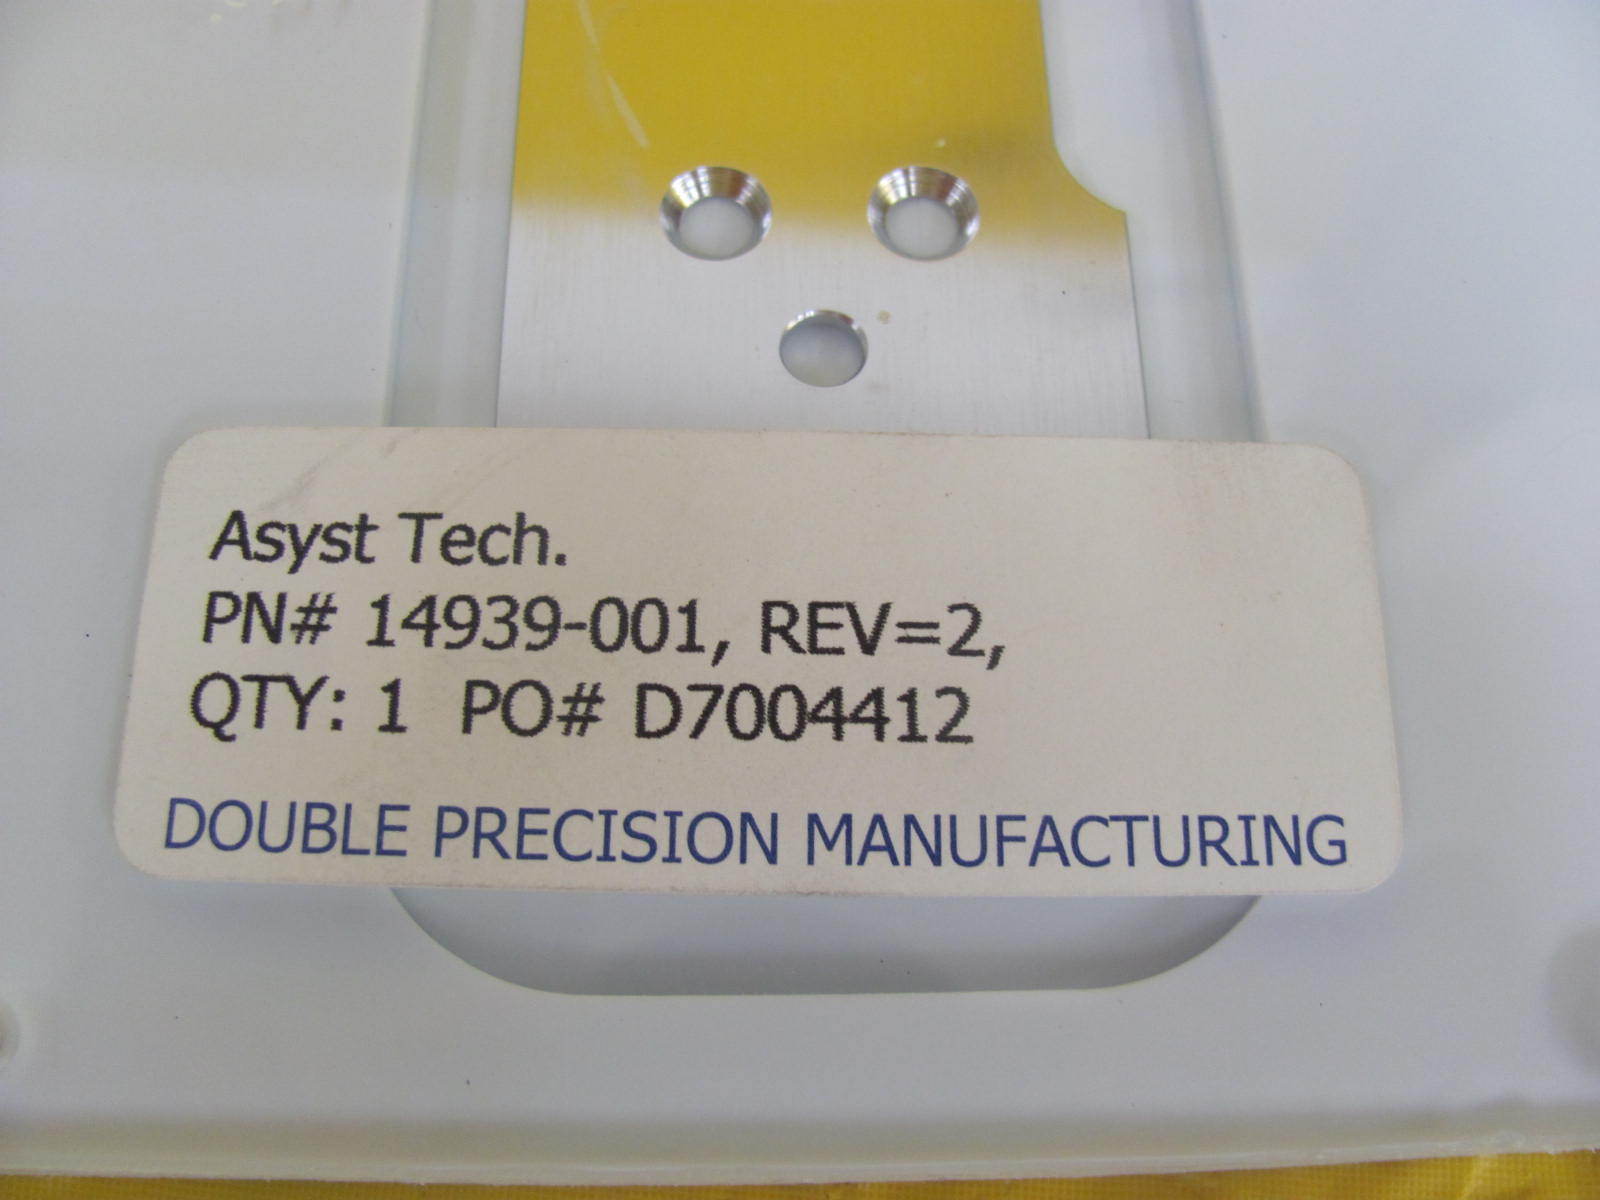 Asyst Tech.
PN# 14939-001, REV=2,
QTY: 1 PO# D7004412
DOUBLE PRECISION MANUFACTURING